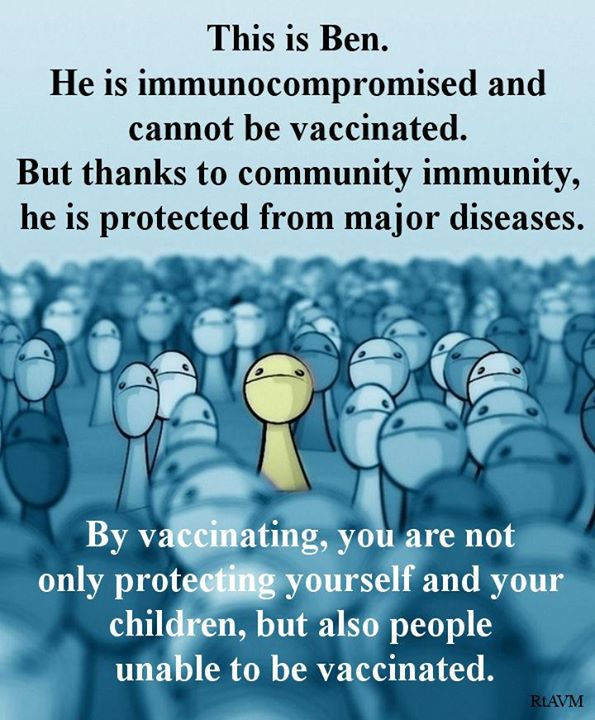 This is Ben.
He is immunocompromised and
cannot be vaccinated.
But thanks to community immunity,
he is protected from major diseases.
By vaccinating, you are not
only protecting yourself and your
children, but also people
unable to be vaccinated.
RtAVM